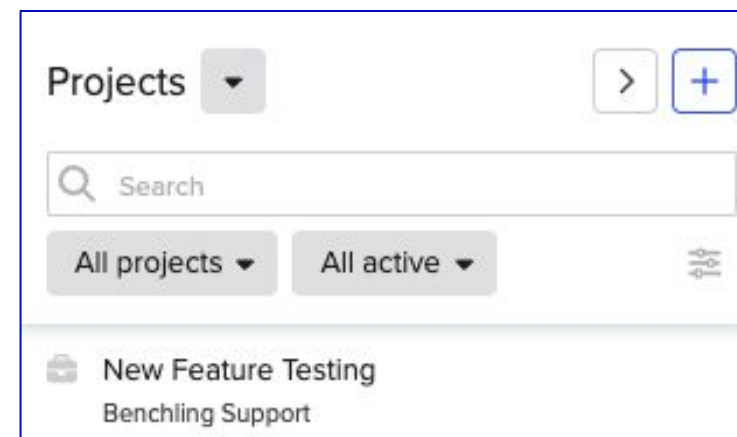 Projects
Search
All projects All active
New Feature Testing
Benchling Support